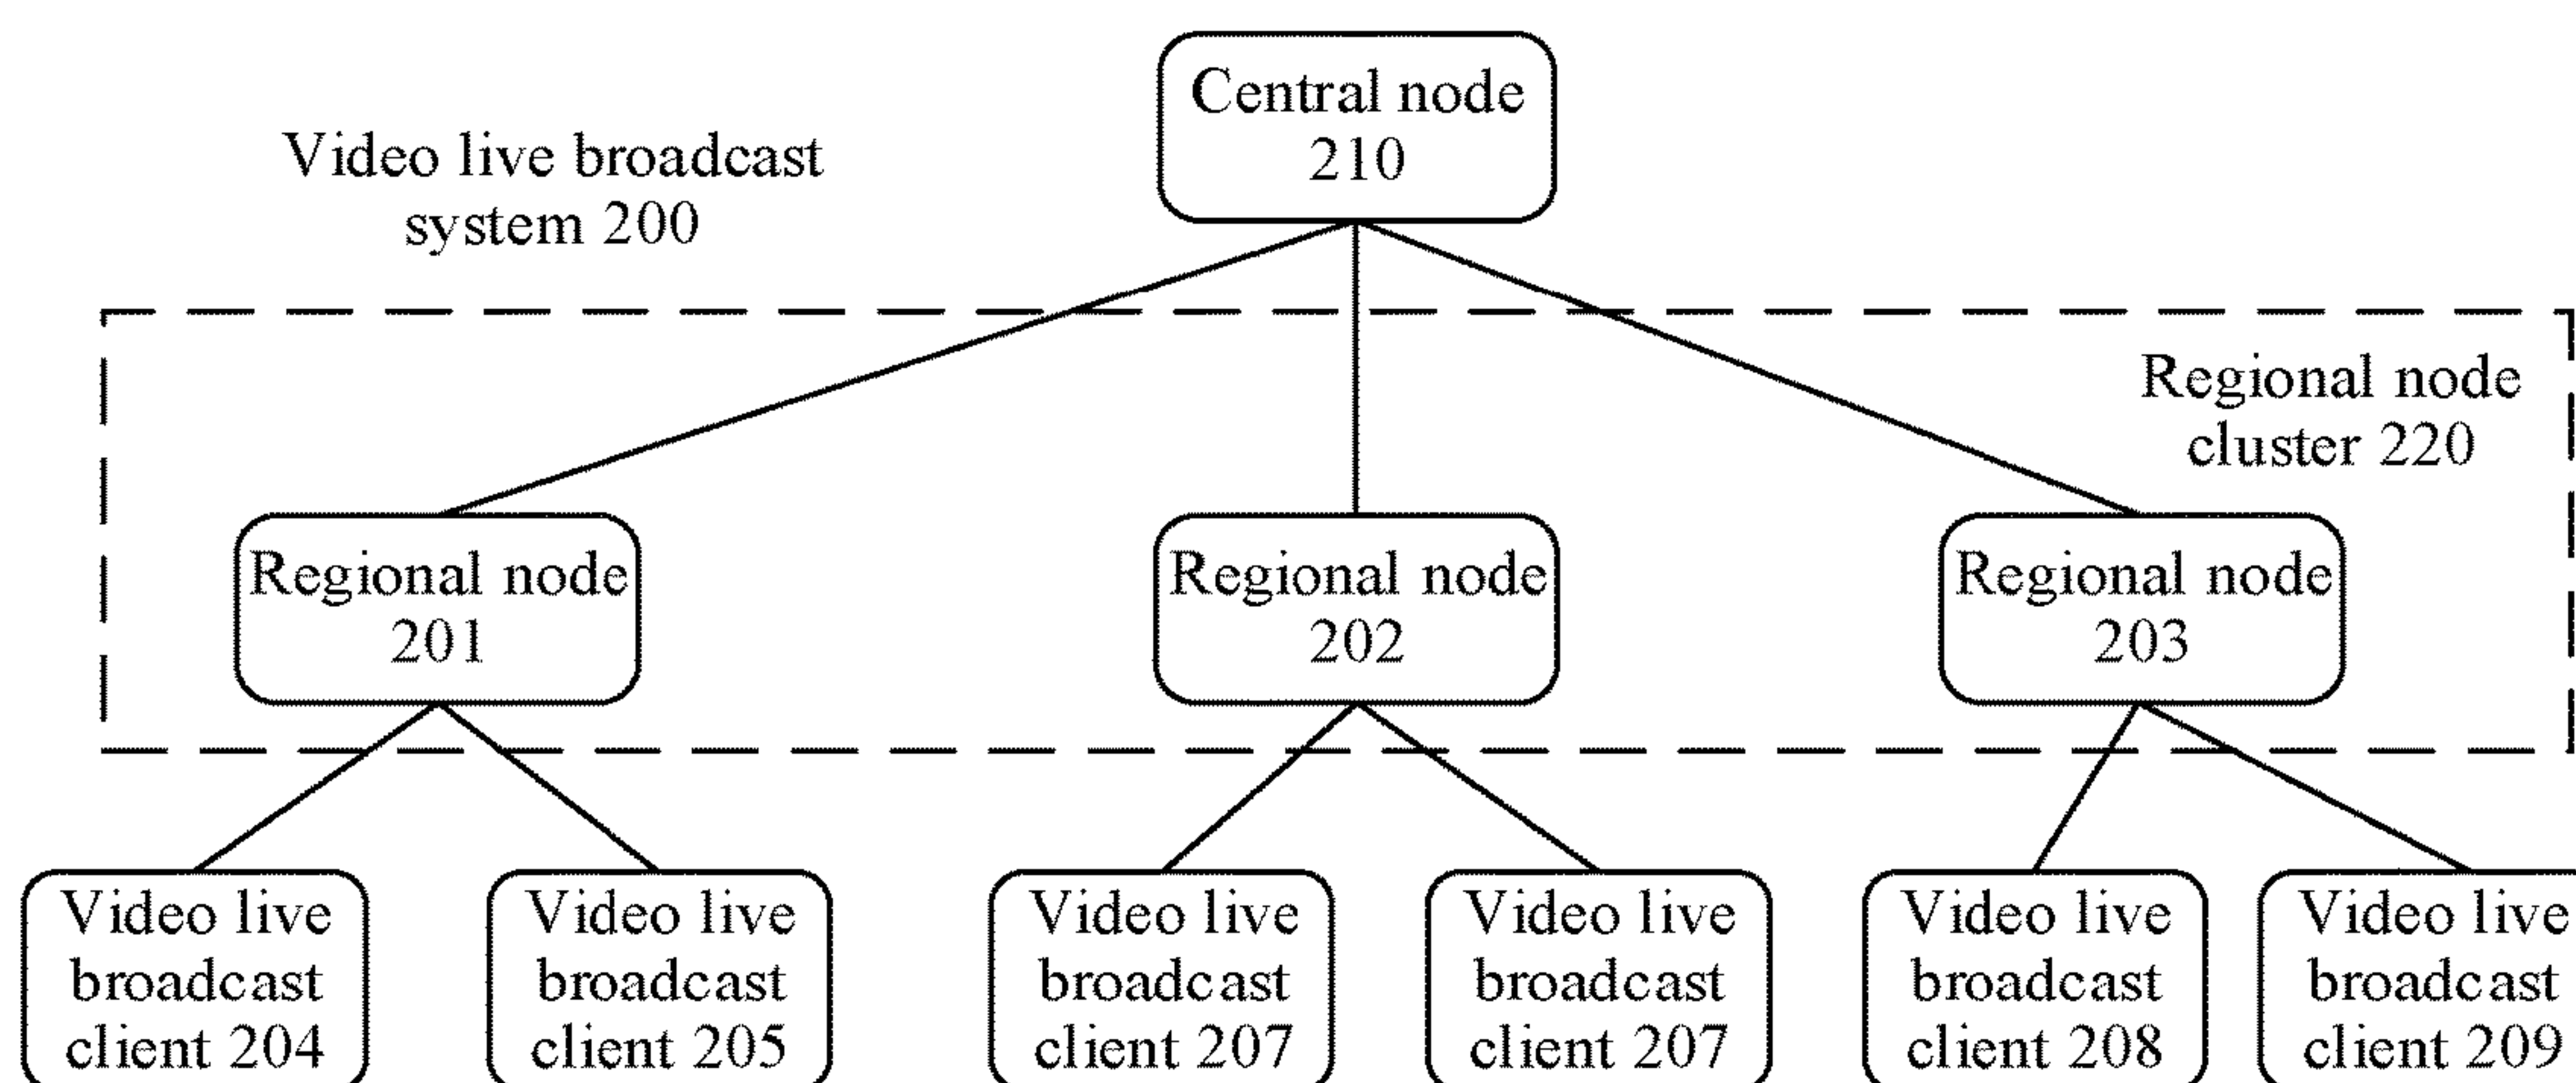 Central node
210
Video live broadcast
system 200
Regional node
cluster 220
Regional node
201
Regional node
202
Regional node
203
Video live
broadcast
client 204
Video live
broadcast
client 205
Video live
broadcast
client 207
Video live
broadcast
client 207
Video live
broadcast
client 208
Video live
broadcast
client 209